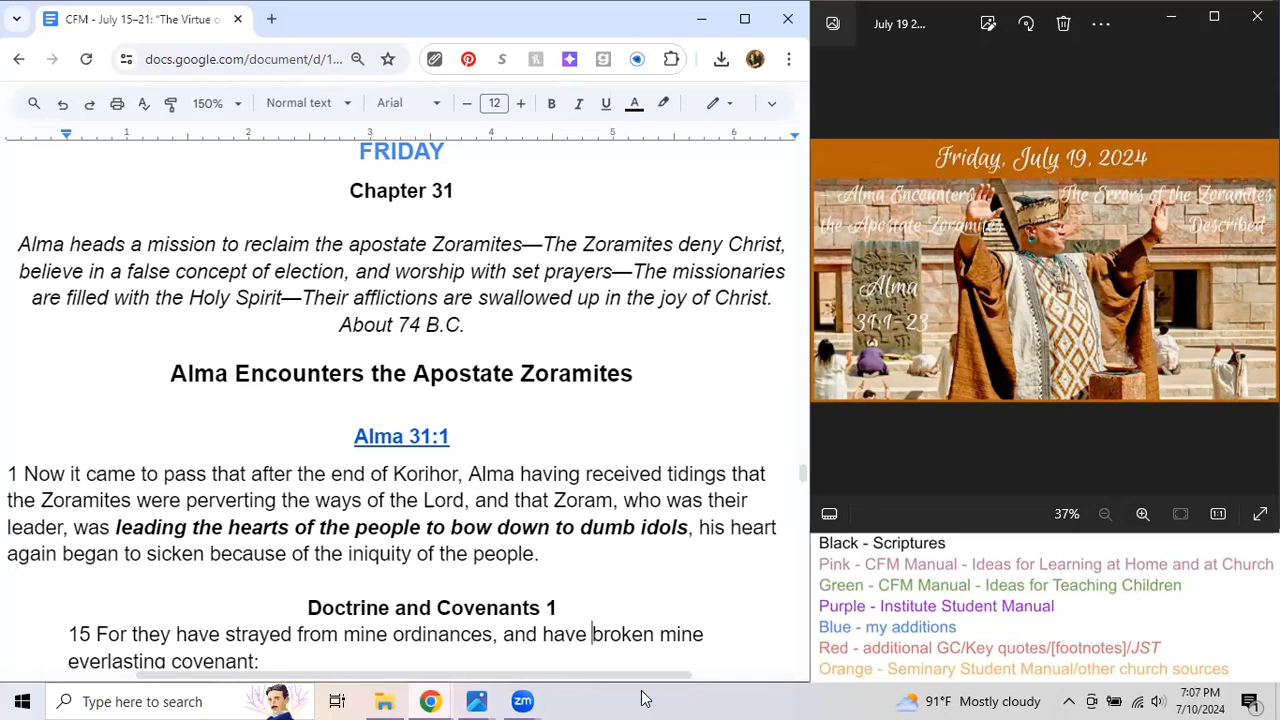 CFM - July 15–21: “The Virtue o
docs.google.com/document/d/1...
150%
Normal text
Arial
12
1 2 3 4 5 6
FRIDAY
Chapter 31
Alma heads a mission to reclaim the apostate Zoramites—The Zoramites deny Christ,
believe in a false concept of election, and worship with set prayers—The missionaries
are filled with the Holy Spirit—Their afflictions are swallowed up in the joy of Christ.
About 74 B.C.
Alma Encounters the Apostate Zoramites
Alma 31:1
1 Now it came to pass that after the end of Korihor, Alma having received tidings that
the Zoramites were perverting the ways of the Lord, and that Zoram, who was their
leader, was leading the hearts of the people to bow down to dumb idols, his heart
again began to sicken because of the iniquity of the people.
Doctrine and Covenants 1
15 For they have strayed from mine ordinances, and have broken mine
everlasting covenant:
July 19 2...
Friday, July 19, 2024
Alma Encounters
the Apostate Zoramites
The Errors of the Zoramites
Described
Alma
31:1-23
37%
1:1
Black - Scriptures
Pink - CFM Manual - Ideas for Learning at Home and at Church
Green - CFM Manual - Ideas for Teaching Children
Purple - Institute Student Manual
Blue - my additions
Red - additional GC/Key quotes/[footnotes]/JST
Orange - Seminary Student Manual/other church sources
Type here to search
zm
91°F Mostly cloudy
7:07 PM
7/10/2024
1